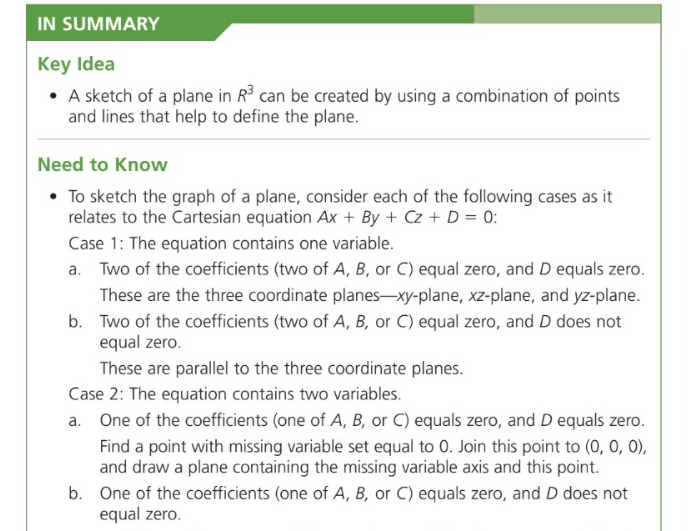 IN SUMMARY
Key Idea
• A sketch of a plane in R³ can be created by using a combination of points
and lines that help to define the plane.
Need to Know
• To sketch the graph of a plane, consider each of the following cases as it
relates to the Cartesian equation Ax + By + Cz + D = 0:
Case 1: The equation contains one variable.
a. Two of the coefficients (two of A, B, or C) equal zero, and D equals zero.
These are the three coordinate planes—xy-plane, xz-plane, and yz-plane.
b. Two of the coefficients (two of A, B, or C) equal zero, and D does not
equal zero.
These are parallel to the three coordinate planes.
Case 2: The equation contains two variables.
a. One of the coefficients (one of A, B, or C) equals zero, and D equals zero.
Find a point with missing variable set equal to 0. Join this point to (0, 0, 0),
and draw a plane containing the missing variable axis and this point.
b. One of the coefficients (one of A, B, or C) equals zero, and D does not
equal zero.